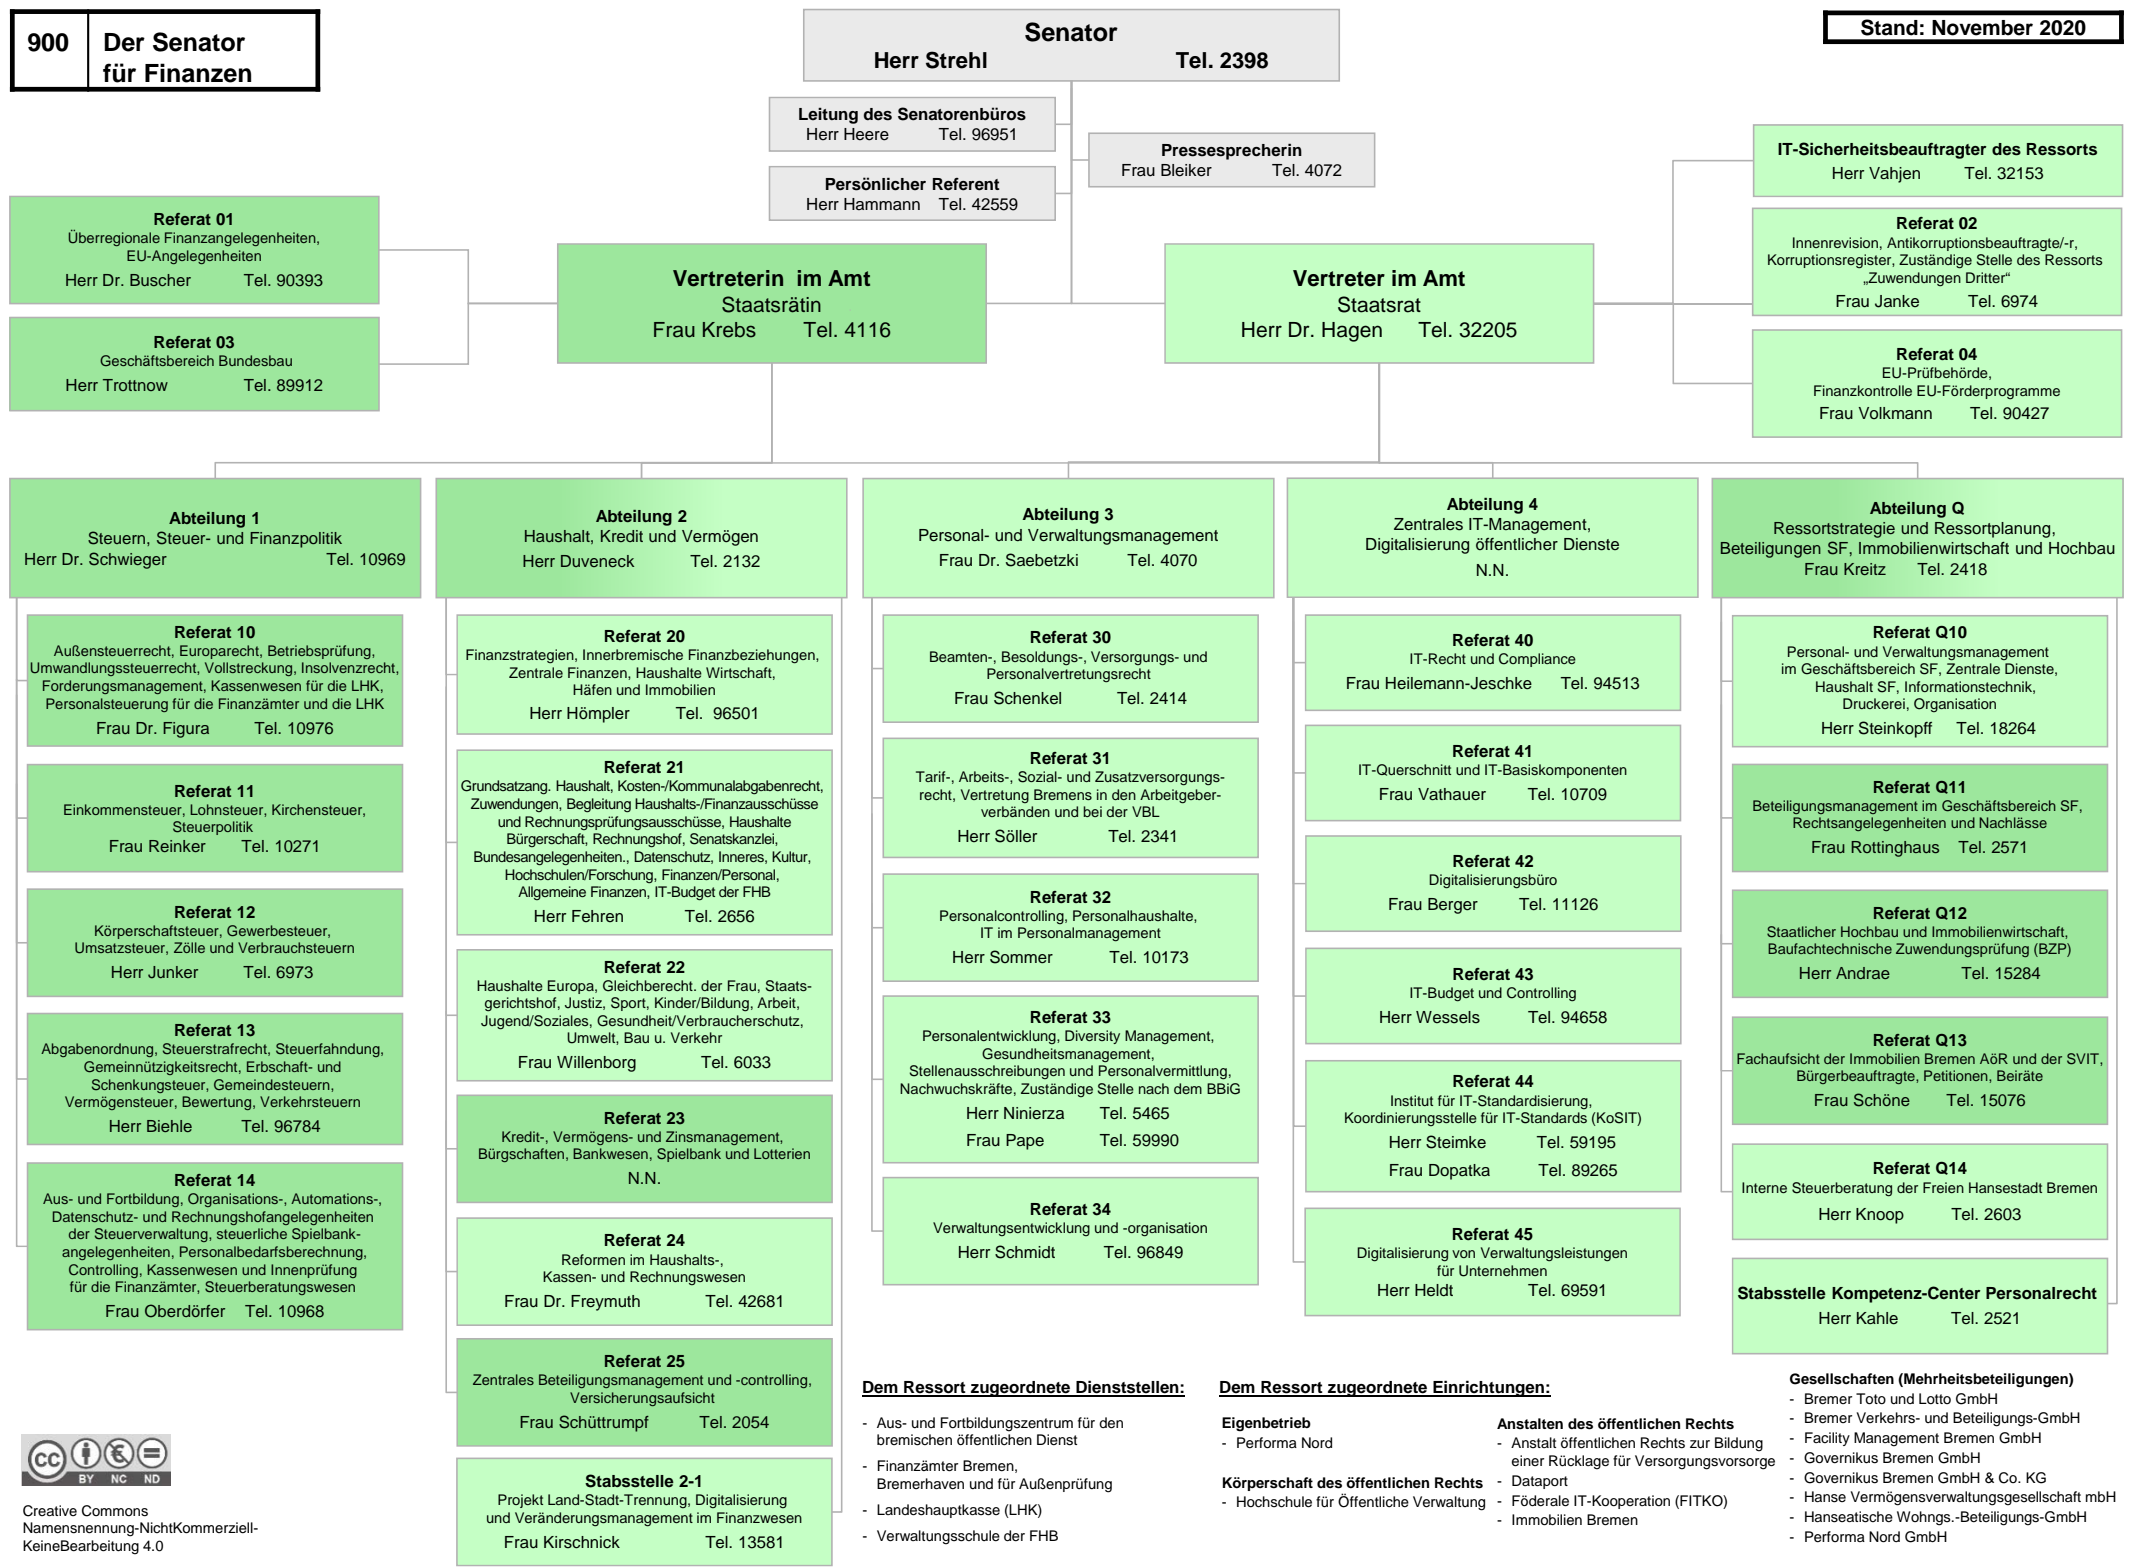 900 Der Senator
für Finanzen
Senator
Herr Strehl Tel. 2398
Stand: November 2020
Leitung des Senatorenbüros
Herr Heere Tel. 96951
Pressesprecherin
Frau Bleiker Tel. 4072
Persönlicher Referent
Herr Hammann Tel. 42559
IT-Sicherheitsbeauftragter des Ressorts
Herr Vahjen Tel. 32153
Referat 01
Überregionale Finanzangelegenheiten,
EU-Angelegenheiten
Herr Dr. Buscher Tel. 90393
Referat 03
Geschäftsbereich Bundesbau
Herr Trottnow Tel. 89912
Vertreterin im Amt
Staatsrätin
Frau Krebs Tel. 4116
Vertreter im Amt
Staatsrat
Herr Dr. Hagen Tel. 32205
Referat 02
Innenrevision, Antikorruptionsbeauftragte/-r,
Korruptionsregister, Zuständige Stelle des Ressorts
„Zuwendungen Dritter“
Frau Janke Tel. 6974
Referat 04
EU-Prüfbehörde,
Finanzkontrolle EU-Förderprogramme
Frau Volkmann Tel. 90427
Abteilung 1
Steuern, Steuer- und Finanzpolitik
Herr Dr. Schwieger Tel. 10969
Referat 10
Außensteuerrecht, Europarecht, Betriebsprüfung,
Umwandlungssteuerrecht, Vollstreckung, Insolvenzrecht,
Forderungsmanagement, Kassenwesen für die LHK,
Personalsteuerung für die Finanzämter und die LHK
Frau Dr. Figura Tel. 10976
Referat 11
Einkommensteuer, Lohnsteuer, Kirchensteuer,
Steuerpolitik
Frau Reinker Tel. 10271
Referat 12
Körperschaftsteuer, Gewerbesteuer,
Umsatzsteuer, Zölle und Verbrauchsteuern
Herr Junker Tel. 6973
Referat 13
Abgabenordnung, Steuerstrafrecht, Steuerfahndung,
Gemeinnützigkeitsrecht, Erbschaft- und
Schenkungsteuer, Gemeindesteuern,
Vermögensteuer, Bewertung, Verkehrsteuern
Herr Biehle Tel. 96784
Referat 14
Aus- und Fortbildung, Organisations-, Automations-,
Datenschutz- und Rechnungshofangelegenheiten
der Steuerverwaltung, steuerliche Spielbank-
angelegenheiten, Personalbedarfsberechnung,
Controlling, Kassenwesen und Innenprüfung
für die Finanzämter, Steuerberatungswesen
Frau Oberdörfer Tel. 10968
Abteilung 2
Haushalt, Kredit und Vermögen
Herr Duveneck Tel. 2132
Referat 20
Finanzstrategien, Innerbremische Finanzbeziehungen,
Zentrale Finanzen, Haushalte Wirtschaft,
Häfen und Immobilien
Herr Hömpler Tel. 96501
Referat 21
Grundsatzang. Haushalt, Kosten-/Kommunalabgabenrecht,
Zuwendungen, Begleitung Haushalts-/Finanzausschüsse
und Rechnungsprüfungsausschüsse, Haushalte
Bürgerschaft, Rechnungshof, Senatskanzlei,
Bundesangelegenheiten., Datenschutz, Inneres, Kultur,
Hochschulen/Forschung, Finanzen/Personal,
Allgemeine Finanzen, IT-Budget der FHB
Herr Fehren Tel. 2656
Referat 22
Haushalte Europa, Gleichberecht. der Frau, Staats-
gerichtshof, Justiz, Sport, Kinder/Bildung, Arbeit,
Jugend/Soziales, Gesundheit/Verbraucherschutz,
Umwelt, Bau u. Verkehr
Frau Willenborg Tel. 6033
Referat 23
Kredit-, Vermögens- und Zinsmanagement,
Bürgschaften, Bankwesen, Spielbank und Lotterien
N.N.
Referat 24
Reformen im Haushalts-,
Kassen- und Rechnungswesen
Frau Dr. Freymuth Tel. 42681
Referat 25
Zentrales Beteiligungsmanagement und -controlling,
Versicherungsaufsicht
Frau Schüttrumpf Tel. 2054
Stabsstelle 2-1
Projekt Land-Stadt-Trennung, Digitalisierung
und Veränderungsmanagement im Finanzwesen
Frau Kirschnick Tel. 13581
Abteilung 3
Personal- und Verwaltungsmanagement
Frau Dr. Saebetzki Tel. 4070
Referat 30
Beamten-, Besoldungs-, Versorgungs- und
Personalvertretungsrecht
Frau Schenkel Tel. 2414
Referat 31
Tarif-, Arbeits-, Sozial- und Zusatzversorgungs-
recht, Vertretung Bremens in den Arbeitgeber-
verbänden und bei der VBL
Herr Söller Tel. 2341
Referat 32
Personalcontrolling, Personalhaushalte,
IT im Personalmanagement
Herr Sommer Tel. 10173
Referat 33
Personalentwicklung, Diversity Management,
Gesundheitsmanagement,
Stellenausschreibungen und Personalvermittlung,
Nachwuchskräfte, Zuständige Stelle nach dem BBiG
Herr Ninierza Tel. 5465
Frau Pape Tel. 59990
Referat 34
Verwaltungsentwicklung und -organisation
Herr Schmidt Tel. 96849
Abteilung 4
Zentrales IT-Management,
Digitalisierung öffentlicher Dienste
N.N.
Referat 40
IT-Recht und Compliance
Frau Heilemann-Jeschke Tel. 94513
Referat 41
IT-Querschnitt und IT-Basiskomponenten
Frau Vathauer Tel. 10709
Referat 42
Digitalisierungsbüro
Frau Berger Tel. 11126
Referat 43
IT-Budget und Controlling
Herr Wessels Tel. 94658
Referat 44
Institut für IT-Standardisierung,
Koordinierungsstelle für IT-Standards (KoSIT)
Herr Steimke Tel. 59195
Frau Dopatka Tel. 89265
Referat 45
Digitalisierung von Verwaltungsleistungen
für Unternehmen
Herr Heldt Tel. 69591
Abteilung Q
Ressortstrategie und Ressortplanung,
Beteiligungen SF, Immobilienwirtschaft und Hochbau
Frau Kreitz Tel. 2418
Referat Q10
Personal- und Verwaltungsmanagement
im Geschäftsbereich SF, Zentrale Dienste,
Haushalt SF, Informationstechnik,
Druckerei, Organisation
Herr Steinkopff Tel. 18264
Referat Q11
Beteiligungsmanagement im Geschäftsbereich SF,
Rechtsangelegenheiten und Nachlässe
Frau Rottinghaus Tel. 2571
Referat Q12
Staatlicher Hochbau und Immobilienwirtschaft,
Baufachtechnische Zuwendungsprüfung (BZP)
Herr Andrae Tel. 15284
Referat Q13
Fachaufsicht der Immobilien Bremen AöR und der SVIT,
Bürgerbeauftragte, Petitionen, Beiräte
Frau Schöne Tel. 15076
Referat Q14
Interne Steuerberatung der Freien Hansestadt Bremen
Herr Knoop Tel. 2603
Stabsstelle Kompetenz-Center Personalrecht
Herr Kahle Tel. 2521
Dem Ressort zugeordnete Dienststellen:
- Aus- und Fortbildungszentrum für den
bremischen öffentlichen Dienst
- Finanzämter Bremen,
Bremerhaven und für Außenprüfung
- Landeshauptkasse (LHK)
- Verwaltungsschule der FHB
Dem Ressort zugeordnete Einrichtungen:
Eigenbetrieb
- Performa Nord
Körperschaft des öffentlichen Rechts
- Hochschule für Öffentliche Verwaltung
Anstalten des öffentlichen Rechts
- Anstalt öffentlichen Rechts zur Bildung
einer Rücklage für Versorgungsvorsorge
- Dataport
- Föderale IT-Kooperation (FITKO)
- Immobilien Bremen
Gesellschaften (Mehrheitsbeteiligungen)
- Bremer Toto und Lotto GmbH
- Bremer Verkehrs- und Beteiligungs-GmbH
- Facility Management Bremen GmbH
- Governikus Bremen GmbH
- Governikus Bremen GmbH & Co. KG
- Hanse Vermögensverwaltungsgesellschaft mbH
- Hanseatische Wohngs.-Beteiligungs-GmbH
- Performa Nord GmbH
cc
BY NC ND
Creative Commons
Namensnennung-NichtKommerziell-
KeineBearbeitung 4.0